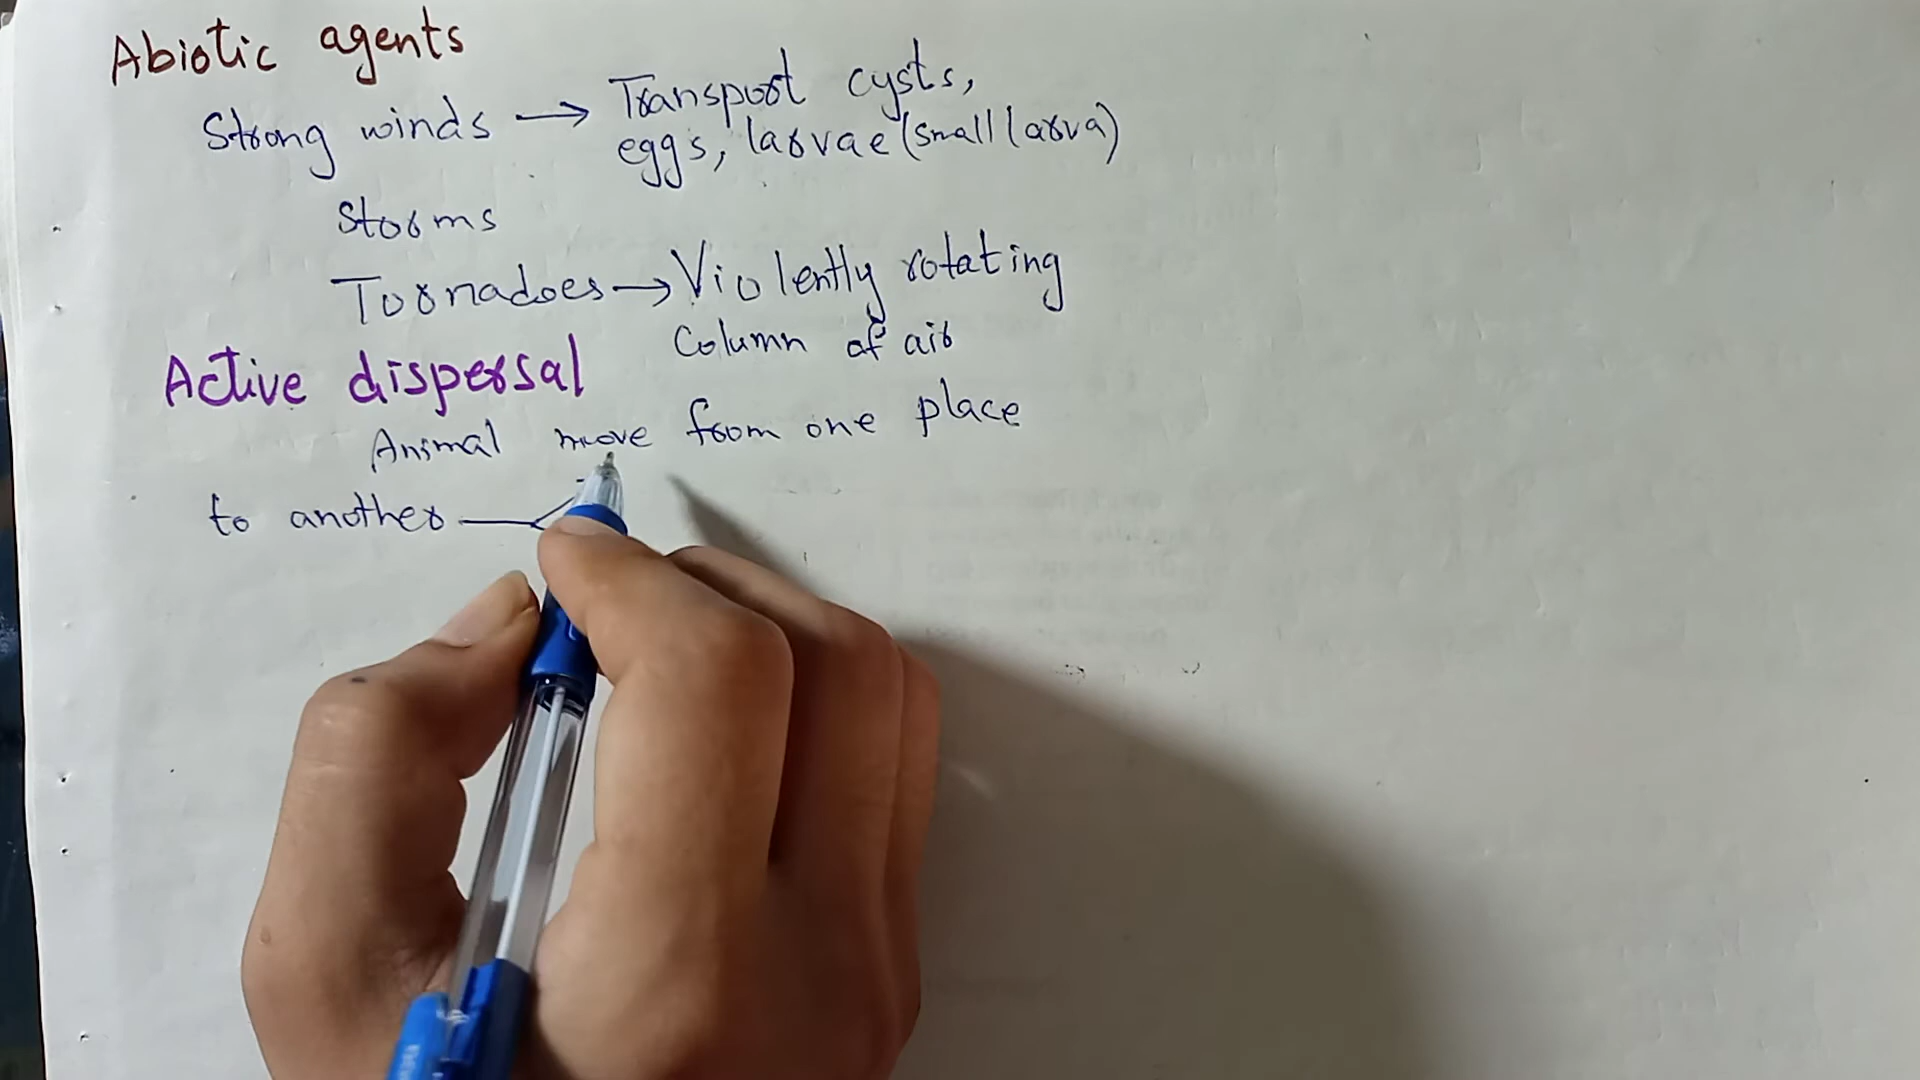 Abiotic agents
Strong winds → Transport cysts,
eggs, larvae (small larva)
Storms
Tornadoes → Violently rotating
Column of air
Active dispersal
Animal move from one place
to another